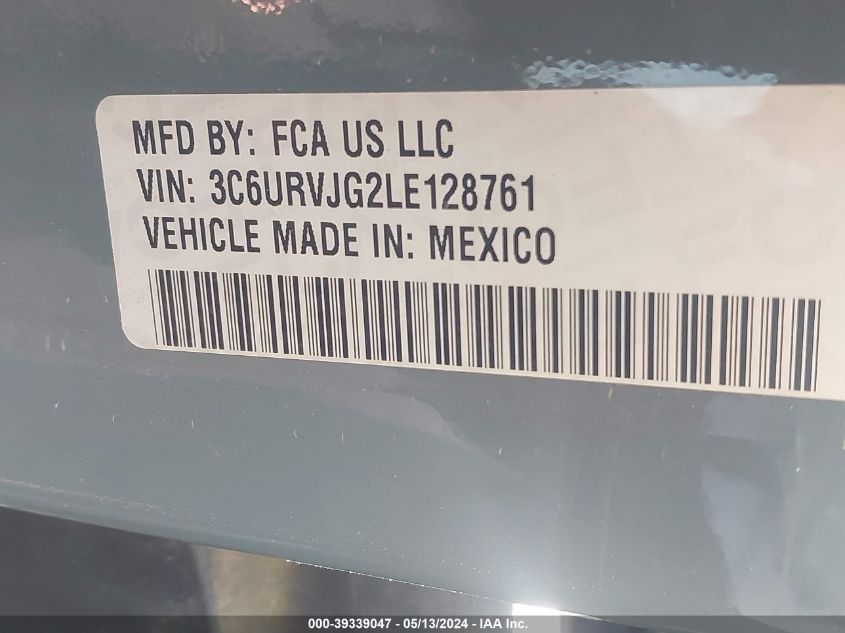 MFD BY: FCA US LLC
VIN: 3C6URVJG2LE128761
VEHICLE MADE IN: MEXICO
000-39339047 - 05/13/2024 - IAA Inc.